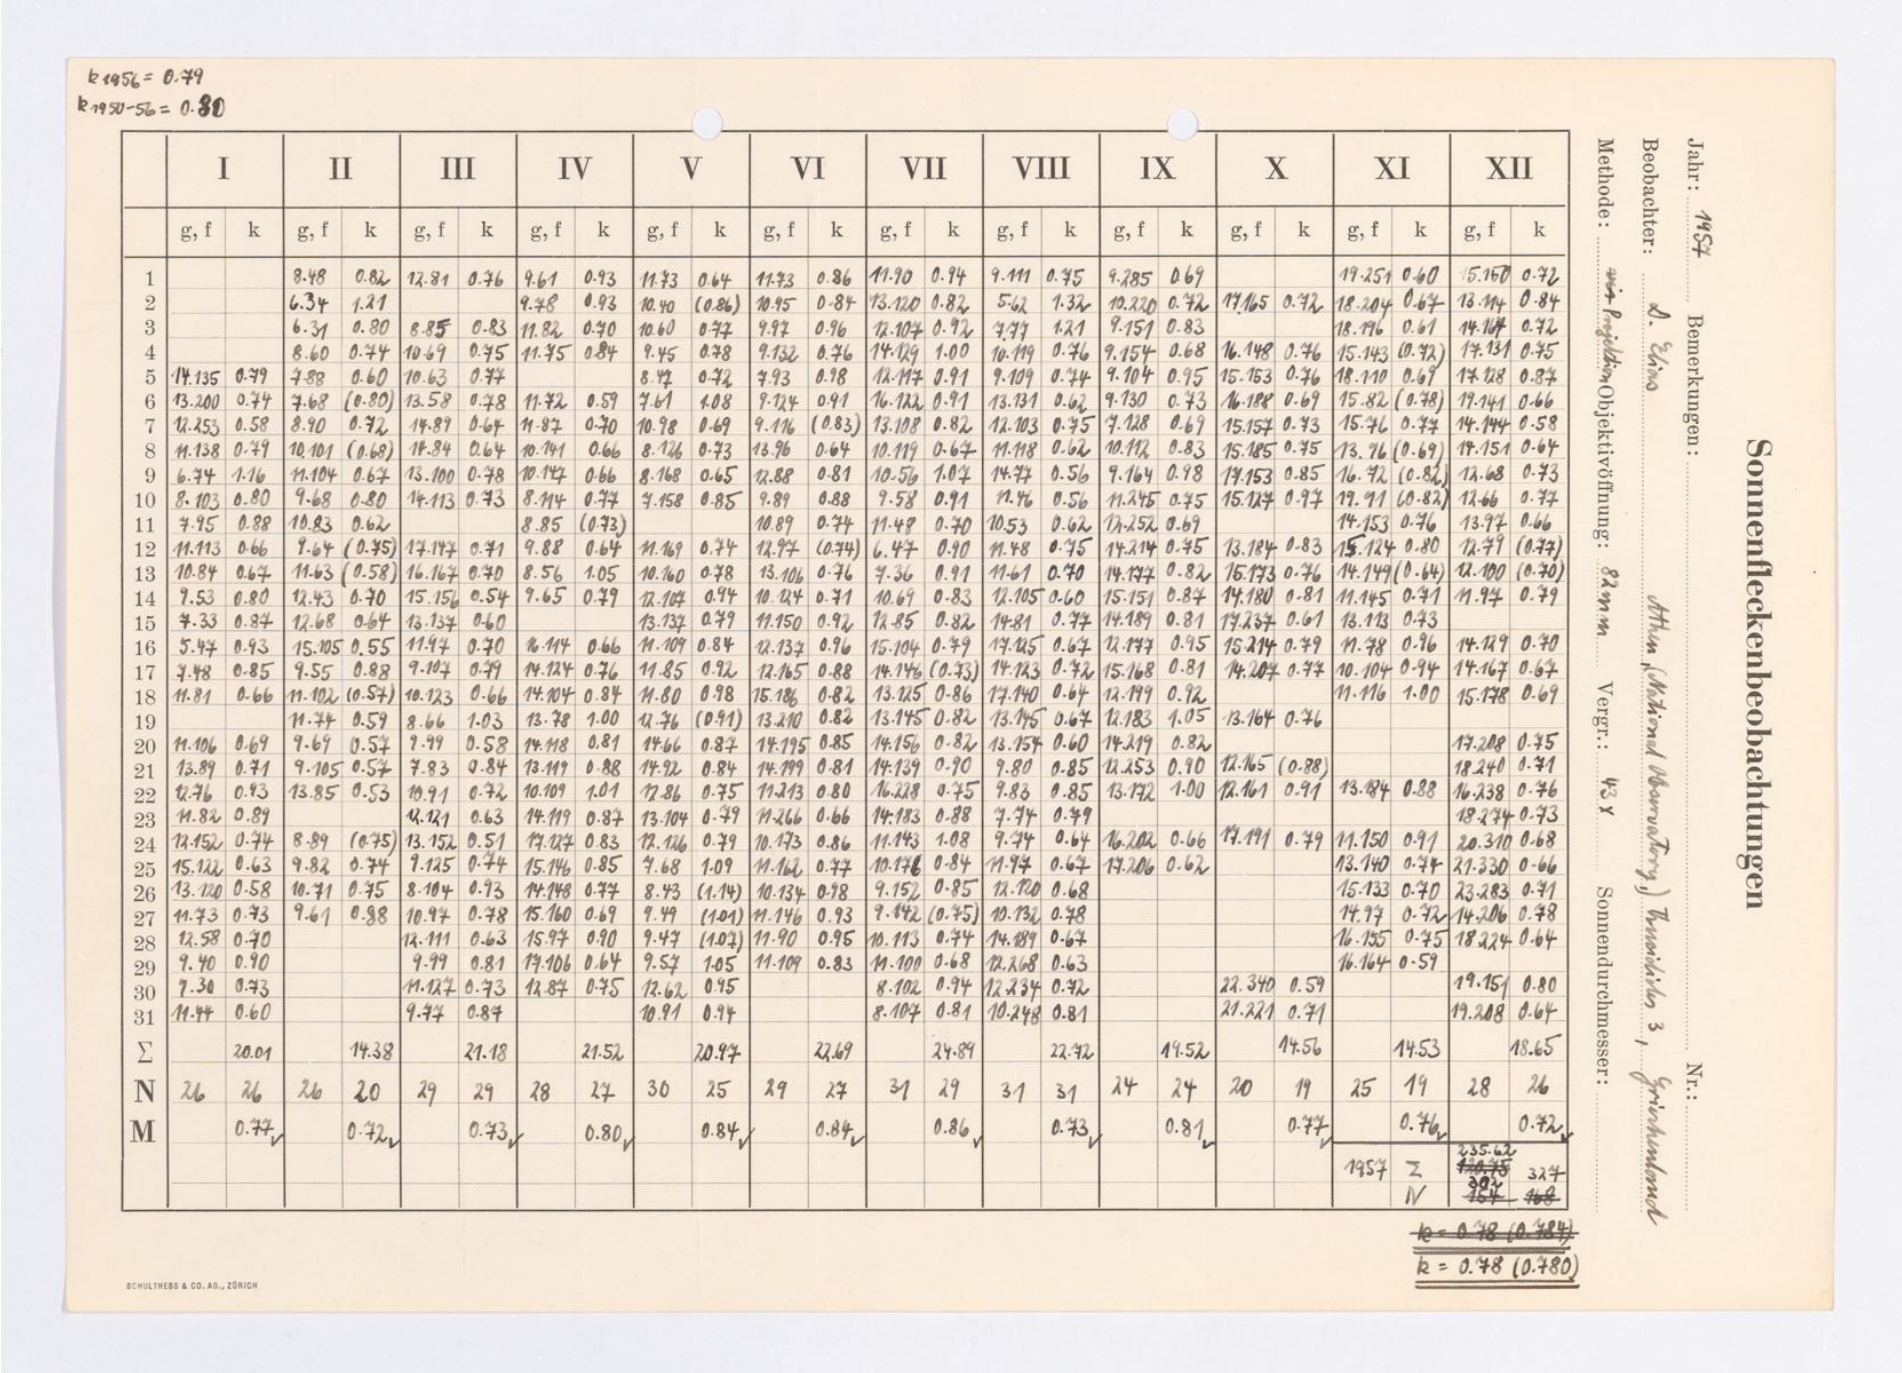 k 1956 = 0.79
k 1950-56 = 0.80
Sonnenfleckenbeobachtungen
Jahr: 1957 Bemerkungen: Nr.:
Beobachter: D. Elias Athen, (National Observatory,) Thusididis 3, Griechenland
Methode: vis Projektion Objektivöffnung: 82mm Vergr.: 43 x Sonnendurchmesser:
I II III IV V VI VII VIII IX X XI XII
g, f k g, f k g, f k g, f k g, f k g, f k g, f k g, f k g, f k g, f k g, f k g, f k
1 8.48 0.82 12.81 0.76 9.61 0.93 11.73 0.64 11.73 0.86 11.90 0.94 9.111 0.75 9.285 0.69 19.251 0.60 15.150 0.72
2 6.34 1.21 9.78 0.93 10.40 (0.86) 10.95 0.84 13.120 0.82 5.62 1.32 10.220 0.72 17.165 0.72 18.204 0.67 13.114 0.84
3 6.31 0.80 8.85 0.83 11.82 0.70 10.60 0.77 9.97 0.96 12.107 0.92 7.77 1.21 9.151 0.83 18.196 0.61 14.164 0.72
4 8.60 0.74 10.69 0.75 11.75 0.84 9.45 0.78 9.132 0.76 14.129 1.00 10.119 0.76 9.154 0.68 16.148 0.76 15.143 (0.72) 17.131 0.75
5 14.135 0.79 7.88 0.60 10.63 0.77 8.47 0.72 7.93 0.98 12.117 0.91 9.109 0.74 9.104 0.95 15.153 0.76 18.110 0.69 17.128 0.87
6 13.200 0.74 7.68 (0.80) 13.58 0.78 11.72 0.59 7.61 1.08 9.124 0.91 16.122 0.91 13.131 0.62 9.130 0.73 16.188 0.69 15.82 (0.78) 19.141 0.66
7 12.253 0.58 8.90 0.72 14.89 0.64 11.87 0.70 10.98 0.69 9.116 (0.83) 13.108 0.82 12.103 0.75 7.128 0.69 15.157 0.73 15.76 0.77 14.144 0.58
8 11.138 0.79 10.101 (0.68) 14.84 0.64 10.141 0.66 8.126 0.73 13.96 0.64 10.119 0.67 11.118 0.62 10.112 0.83 15.185 0.75 13.96 (0.69) 14.151 0.64
9 6.74 1.16 11.104 0.67 13.100 0.78 10.147 0.66 8.168 0.65 12.88 0.81 10.56 1.07 14.77 0.56 9.164 0.98 17.153 0.85 16.92 (0.82) 12.68 0.73
10 8.103 0.80 9.68 0.80 14.113 0.73 8.114 0.77 7.158 0.85 9.89 0.88 9.58 0.91 11.46 0.56 11.245 0.75 15.127 0.97 19.91 (0.82) 12.66 0.77
11 7.95 0.88 10.83 0.62 8.85 (0.73) 10.89 0.74 11.48 0.70 10.53 0.62 12.252 0.69 14.153 0.76 13.97 0.66
12 11.113 0.66 9.64 (0.75) 17.147 0.71 9.88 0.64 11.169 0.74 12.97 (0.74) 6.47 0.90 11.48 0.75 14.214 0.75 13.184 0.83 15.124 0.80 12.79 (0.77)
13 10.84 0.67 11.63 (0.58) 16.167 0.70 8.56 1.05 10.160 0.78 13.106 0.76 7.36 0.91 11.61 0.70 14.177 0.82 15.173 0.76 14.149 (0.64) 12.100 (0.70)
14 7.53 0.80 12.43 0.70 15.156 0.54 9.65 0.79 12.107 0.94 10.124 0.71 10.69 0.83 12.105 0.60 15.151 0.87 14.180 0.81 11.145 0.71 11.97 0.79
15 7.33 0.87 12.68 0.64 13.137 0.60 13.137 0.79 11.150 0.92 12.85 0.82 14.81 0.77 14.189 0.81 17.237 0.61 13.113 0.73
16 5.47 0.93 15.105 0.55 11.97 0.70 16.114 0.66 11.109 0.84 12.137 0.96 15.104 0.79 17.125 0.67 12.177 0.95 15.214 0.79 11.78 0.96 14.129 0.70
17 7.48 0.85 9.55 0.88 9.107 0.79 14.124 0.76 11.85 0.92 12.165 0.88 14.146 (0.73) 14.123 0.72 15.168 0.81 14.207 0.77 10.104 0.94 14.167 0.67
18 11.81 0.66 11.102 (0.57) 10.123 0.66 14.104 0.84 11.80 0.98 15.186 0.82 13.125 0.86 17.140 0.64 12.199 0.92 11.116 1.00 15.178 0.69
19 11.74 0.59 8.66 1.03 13.78 1.00 12.76 (0.91) 13.210 0.82 13.145 0.82 13.145 0.67 12.183 1.05 13.164 0.76
20 11.106 0.69 9.69 0.57 9.99 0.58 14.118 0.81 14.66 0.87 14.195 0.85 14.156 0.82 13.154 0.60 14.219 0.82 17.208 0.75
21 13.89 0.71 9.105 0.57 7.83 0.84 13.119 0.88 14.92 0.84 14.199 0.81 14.139 0.90 9.80 0.85 12.253 0.90 12.165 (0.88) 18.240 0.71
22 12.76 0.93 13.85 0.53 10.91 0.72 10.109 1.01 12.86 0.75 11.213 0.80 16.228 0.75 9.83 0.85 13.172 1.00 12.161 0.91 13.184 0.88 16.238 0.76
23 11.82 0.89 12.121 0.63 14.119 0.87 13.104 0.79 11.266 0.66 14.183 0.88 7.74 0.79 18.274 0.73
24 12.152 0.74 8.89 (0.75) 13.152 0.51 17.127 0.83 12.126 0.79 10.173 0.86 11.143 1.08 9.74 0.64 16.202 0.66 17.191 0.79 11.150 0.91 20.310 0.68
25 15.122 0.63 9.82 0.74 9.125 0.74 15.146 0.85 7.68 1.09 11.162 0.77 10.176 0.84 11.97 0.67 17.206 0.62 13.140 0.74 21.330 0.66
26 13.120 0.58 10.71 0.75 8.104 0.93 14.148 0.77 8.43 (1.14) 10.134 0.98 9.152 0.85 12.120 0.68 15.133 0.70 23.283 0.71
27 11.73 0.73 9.61 0.88 10.97 0.78 15.160 0.69 9.49 (1.01) 11.146 0.93 9.142 (0.75) 10.132 0.78 14.97 0.72 14.206 0.78
28 12.58 0.70 12.111 0.63 15.97 0.90 9.47 (1.07) 11.90 0.95 10.113 0.74 14.189 0.67 16.135 0.75 18.224 0.64
29 9.40 0.90 9.99 0.81 17.106 0.64 9.57 1.05 11.109 0.83 11.100 0.68 12.268 0.63 16.164 0.59
30 7.30 0.73 11.127 0.73 12.87 0.75 12.62 0.95 8.102 0.94 12.234 0.72 22.340 0.59 19.151 0.80
31 11.44 0.60 9.77 0.87 10.91 0.94 8.107 0.81 10.248 0.81 21.221 0.71 19.208 0.64
Σ 20.01 14.38 21.18 21.52 20.97 22.69 24.89 22.72 19.52 14.56 14.53 18.65
N 26 26 26 20 29 29 28 27 30 25 29 27 31 29 31 31 24 24 20 19 25 19 28 26
M 0.77 0.72 0.73 0.80 0.84 0.84 0.86 0.73 0.81 0.77 0.76 0.72
235.62
1957 Σ 327
302
N 154 168
k = 0.78 (0.784)
k = 0.78 (0.780)
SCHULTHESS & CO. AG., ZÜRICH